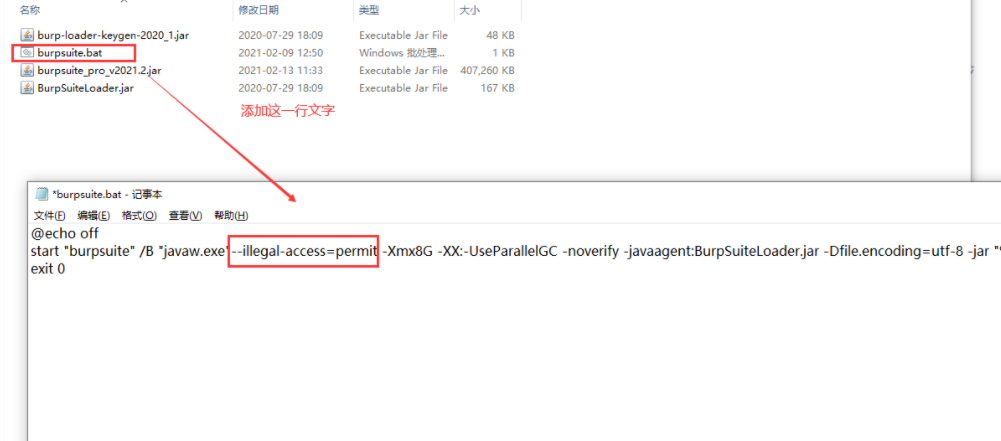 名称 修改日期 类型 大小
burp-loader-keygen-2020_1.jar 2020-07-29 18:09 Executable Jar File 48 KB
burpsuite.bat 2021-02-09 12:50 Windows 批处理... 1 KB
burpsuite_pro_v2021.2.jar 2021-02-13 11:33 Executable Jar File 407,260 KB
BurpSuiteLoader.jar 2020-07-29 18:09 Executable Jar File 167 KB
添加这一行文字
*burpsuite.bat - 记事本
文件(F) 编辑(E) 格式(O) 查看(V) 帮助(H)
@echo off
start "burpsuite" /B "javaw.exe" --illegal-access=permit -Xmx8G -XX:-UseParallelGC -noverify -javaagent:BurpSuiteLoader.jar -Dfile.encoding=utf-8 -jar "
exit 0